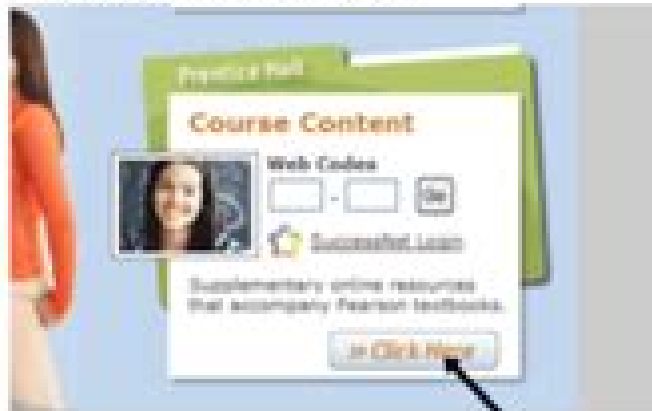 Prentice Hall
Course Content
Web Codes
- Go
SuccessNet Login
Supplementary online resources
that accompany Pearson textbooks.
» Click Here